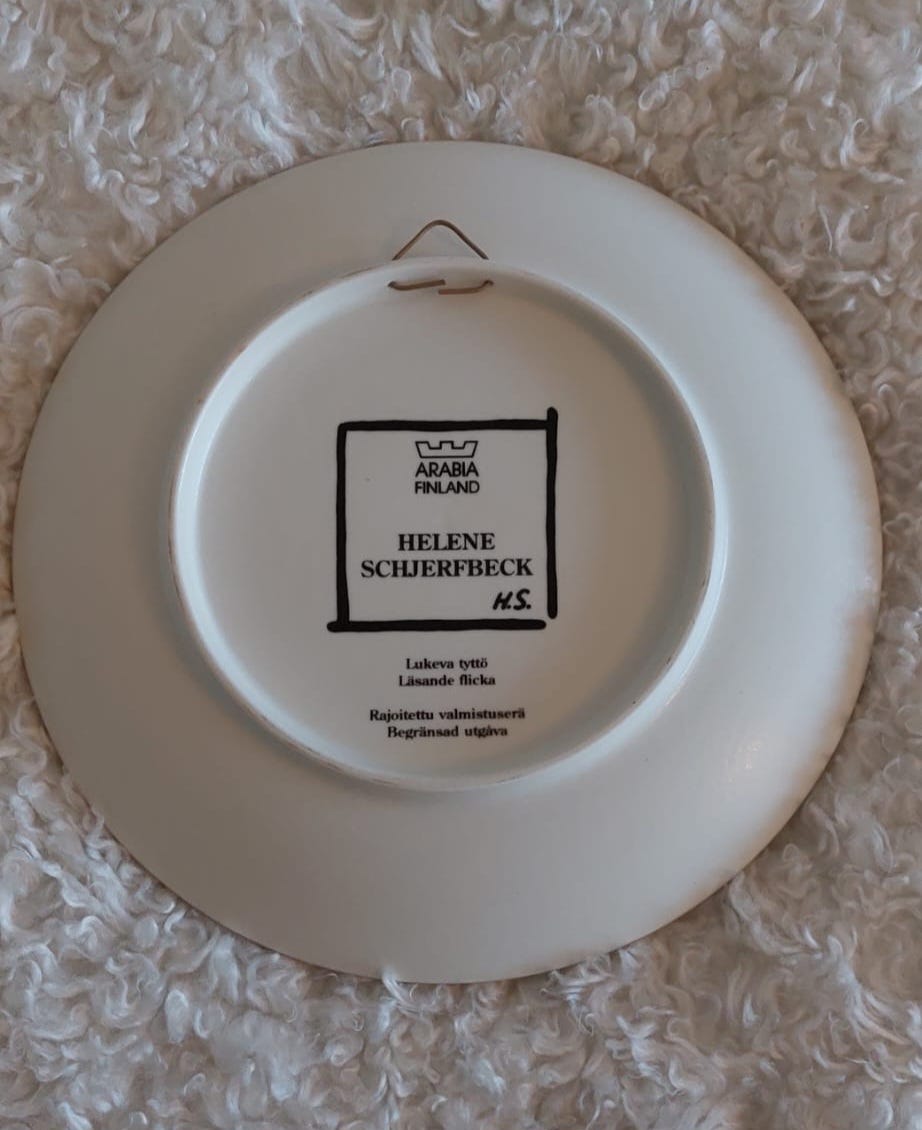 ARABIA
FINLAND
HELENE
SCHJERFBECK
H.S.
Lukeva tyttö
Läsande flicka
Rajoitettu valmistuserä
Begränsad utgåva